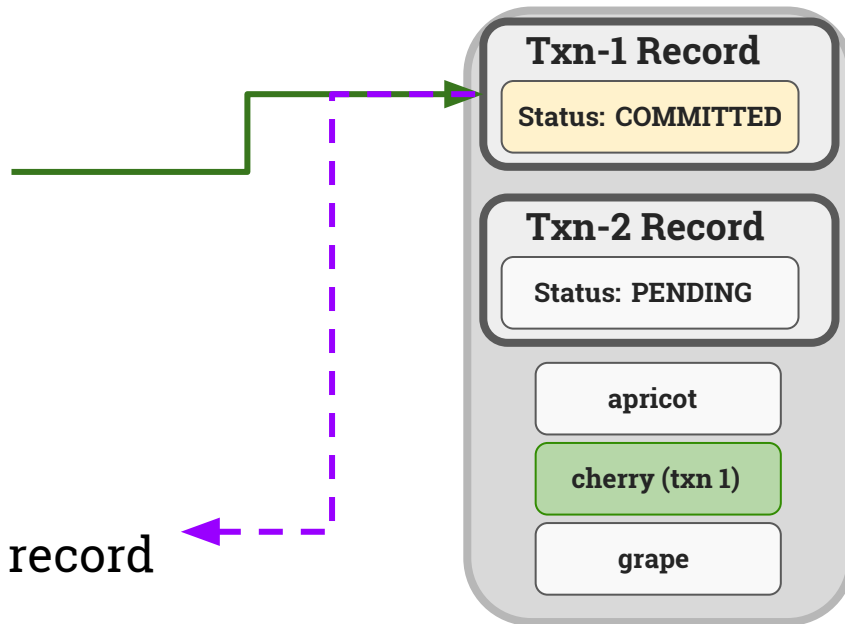 Txn-1 Record
Status: COMMITTED
Txn-2 Record
Status: PENDING
apricot
cherry (txn 1)
record
grape